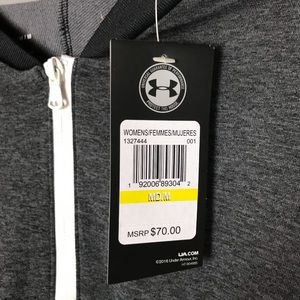 WOMENS/FEMMES/MUJERES
1327444 001
1 92006 89304 2
MD/M
MSRP $70.00
UA.COM
©2016 Under Armour, Inc.